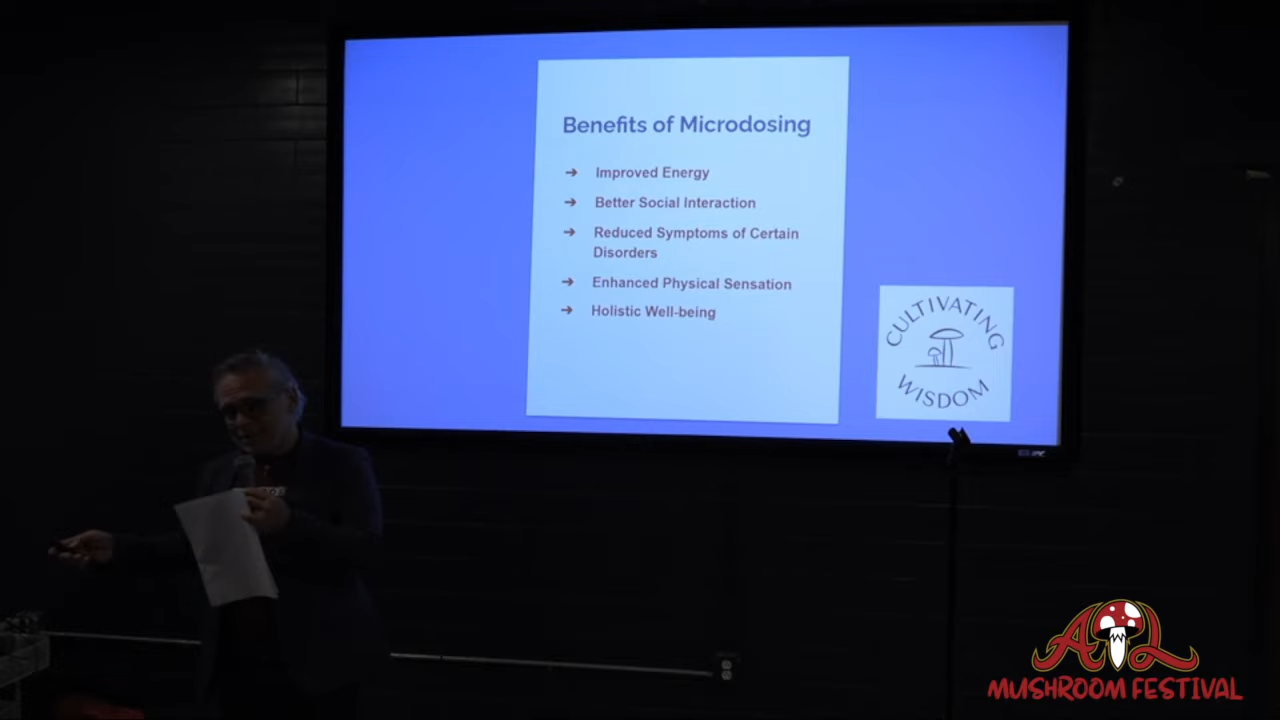 Benefits of Microdosing
➔ Improved Energy
➔ Better Social Interaction
➔ Reduced Symptoms of Certain
Disorders
➔ Enhanced Physical Sensation
➔ Holistic Well-being
CULTIVATING
WISDOM
ATL
MUSHROOM FESTIVAL